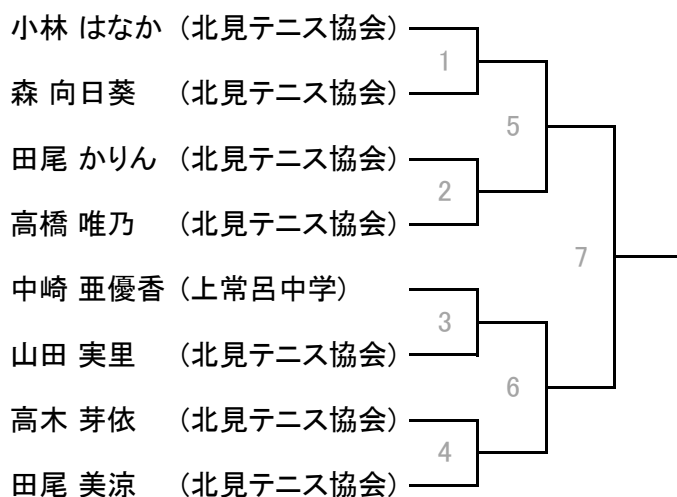 小林 はなか (北見テニス協会)
1
森 向日葵 (北見テニス協会)
5
田尾 かりん (北見テニス協会)
2
高橋 唯乃 (北見テニス協会)
7
中崎 亜優香 (上常呂中学)
3
山田 実里 (北見テニス協会)
6
高木 芽依 (北見テニス協会)
4
田尾 美涼 (北見テニス協会)